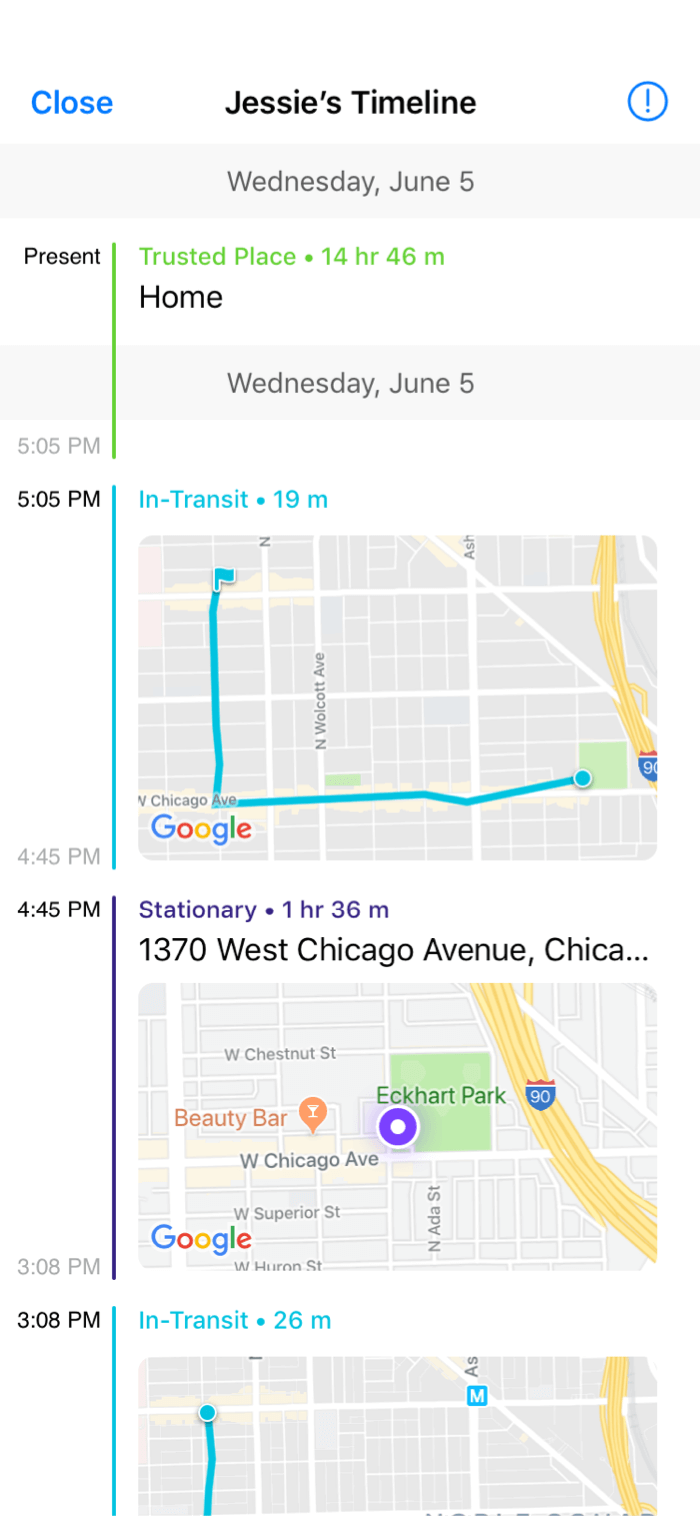 Close
Jessie’s Timeline
Wednesday, June 5
Present
Trusted Place • 14 hr 46 m
Home
Wednesday, June 5
5:05 PM
5:05 PM
In-Transit • 19 m
N
Ash
N Wolcott Ave
90
W Chicago Ave
Google
4:45 PM
4:45 PM
Stationary • 1 hr 36 m
1370 West Chicago Avenue, Chica...
W Chestnut St
Eckhart Park
90
Beauty Bar
W Chicago Ave
N Ada St
W Superior St
Google
W Huron St
3:08 PM
3:08 PM
In-Transit • 26 m
As
M